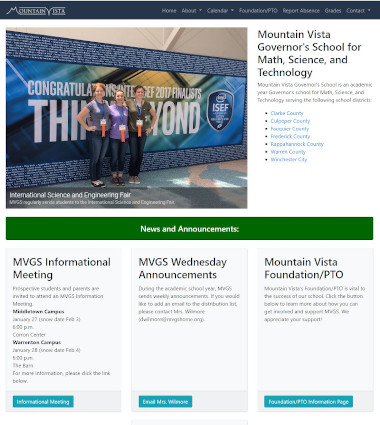 MOUNTAIN VISTA
Home About Calendar Foundation/PTO Report Absence Grades Contact
CONGRATULATIONS ISEF 2017 FINALISTS
THINK BEYOND
ISEF
International Science and Engineering Fair
MVGS regularly sends students to the International Science and Engineering Fair.
Mountain Vista
Governor's School for
Math, Science, and
Technology
Mountain Vista Governor's School is an academic
year Governor's school for Math, Science, and
Technology serving the following school districts:
Clarke County
Culpeper County
Fauquier County
Frederick County
Rappahannock County
Warren County
Winchester City
News and Announcements:
MVGS Informational
Meeting
Prospective students and parents are
invited to attend an MVGS Information
Meeting.
Middletown Campus
January 27 (snow date Feb 3)
6:00 p.m.
Corron Center
Warrenton Campus
January 28 (snow date Feb 4)
6:00 p.m.
The Barn
For more information, please click the link
below.
Informational Meeting
MVGS Wednesday
Announcements
During the academic school year, MVGS
sends weekly announcements. If you would
like to add an email to the distribution list,
please contact Mrs. Wilmore
(dwilmore@mvgshome.org).
Email Mrs. Wilmore
Mountain Vista
Foundation/PTO
Mountain Vista's Foundation/PTO is vital to
the success of our school. Click the button
below to learn more about how you can
get involved and support MVGS. We
appreciate your support!
Foundation/PTO Information Page